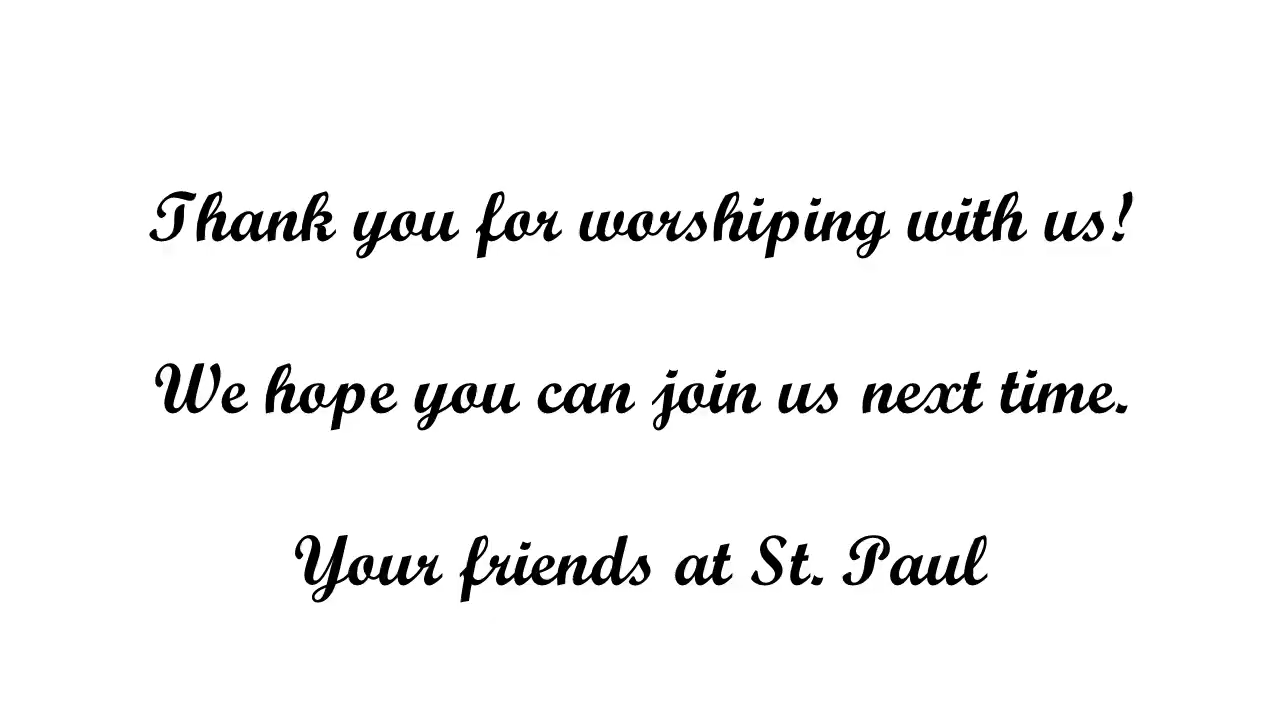 Thank you for worshiping with us!
We hope you can join us next time.
Your friends at St. Paul